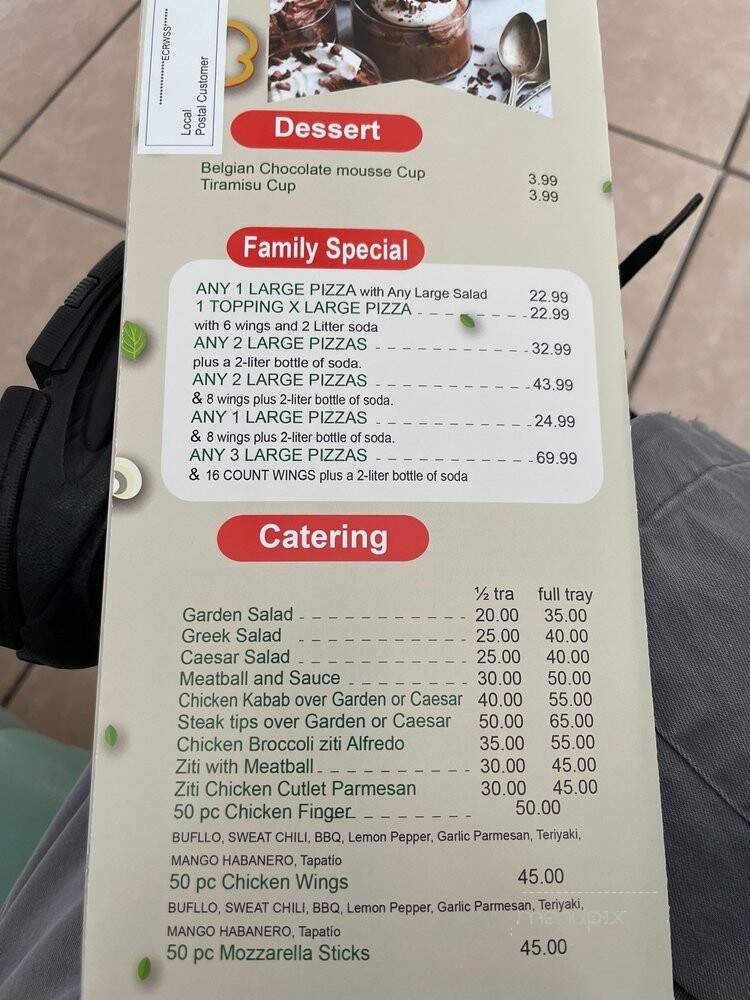 **************ECRWSS******
Local
Postal Customer
Dessert
Belgian Chocolate mousse Cup 3.99
Tiramisu Cup 3.99
Family Special
ANY 1 LARGE PIZZA with Any Large Salad 22.99
1 TOPPING X LARGE PIZZA 22.99
with 6 wings and 2 Litter soda
ANY 2 LARGE PIZZAS 32.99
plus a 2-liter bottle of soda.
ANY 2 LARGE PIZZAS 43.99
& 8 wings plus 2-liter bottle of soda.
ANY 1 LARGE PIZZAS 24.99
& 8 wings plus 2-liter bottle of soda.
ANY 3 LARGE PIZZAS 69.99
& 16 COUNT WINGS plus a 2-liter bottle of soda
Catering
½ tra full tray
Garden Salad 20.00 35.00
Greek Salad 25.00 40.00
Caesar Salad 25.00 40.00
Meatball and Sauce 30.00 50.00
Chicken Kabab over Garden or Caesar 40.00 55.00
Steak tips over Garden or Caesar 50.00 65.00
Chicken Broccoli ziti Alfredo 35.00 55.00
Ziti with Meatball 30.00 45.00
Ziti Chicken Cutlet Parmesan 30.00 45.00
50 pc Chicken Finger 50.00
BUFLLO, SWEAT CHILI, BBQ, Lemon Pepper, Garlic Parmesan, Teriyaki,
MANGO HABANERO, Tapatío
50 pc Chicken Wings 45.00
BUFLLO, SWEAT CHILI, BBQ, Lemon Pepper, Garlic Parmesan, Teriyaki,
MANGO HABANERO, Tapatío
50 pc Mozzarella Sticks 45.00